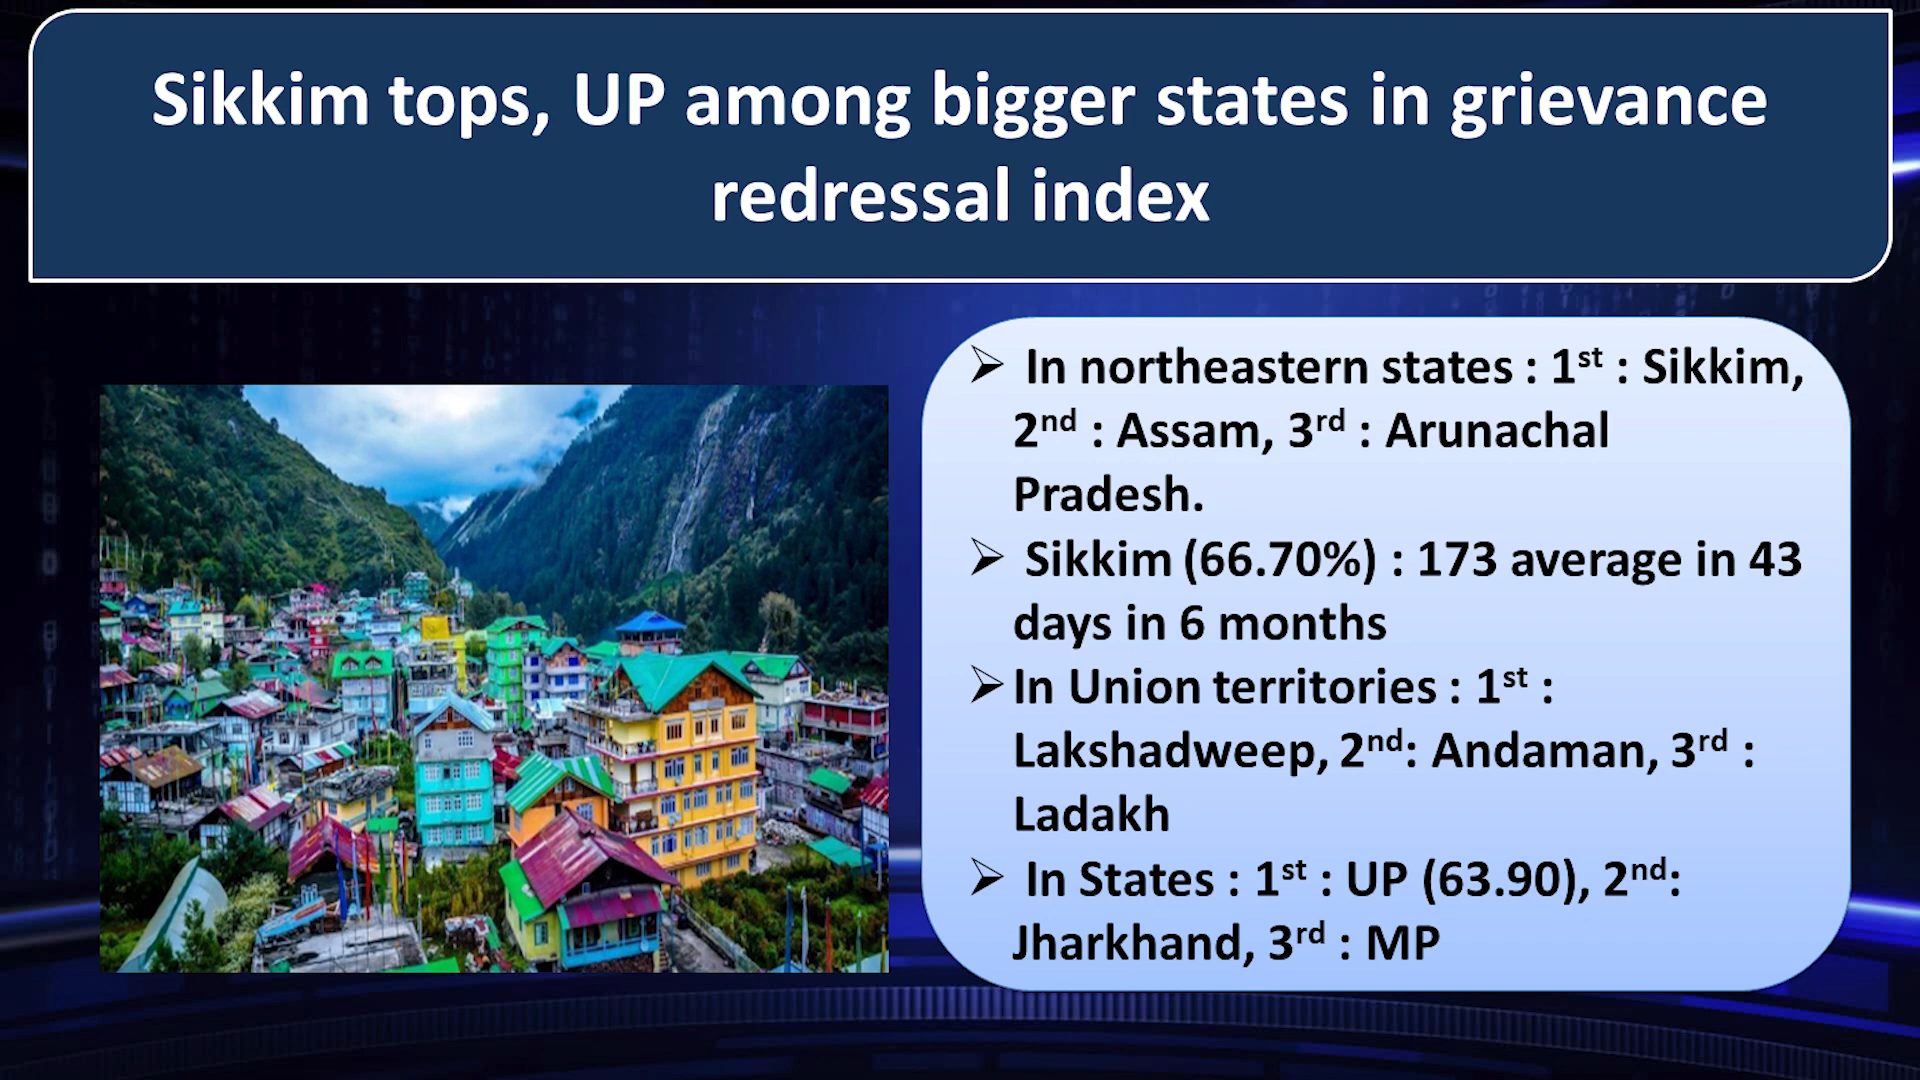 Sikkim tops, UP among bigger states in grievance
redressal index
➢ In northeastern states : 1st : Sikkim,
2nd : Assam, 3rd : Arunachal
Pradesh.
➢ Sikkim (66.70%) : 173 average in 43
days in 6 months
➢ In Union territories : 1st :
Lakshadweep, 2nd: Andaman, 3rd :
Ladakh
➢ In States : 1st : UP (63.90), 2nd:
Jharkhand, 3rd : MP